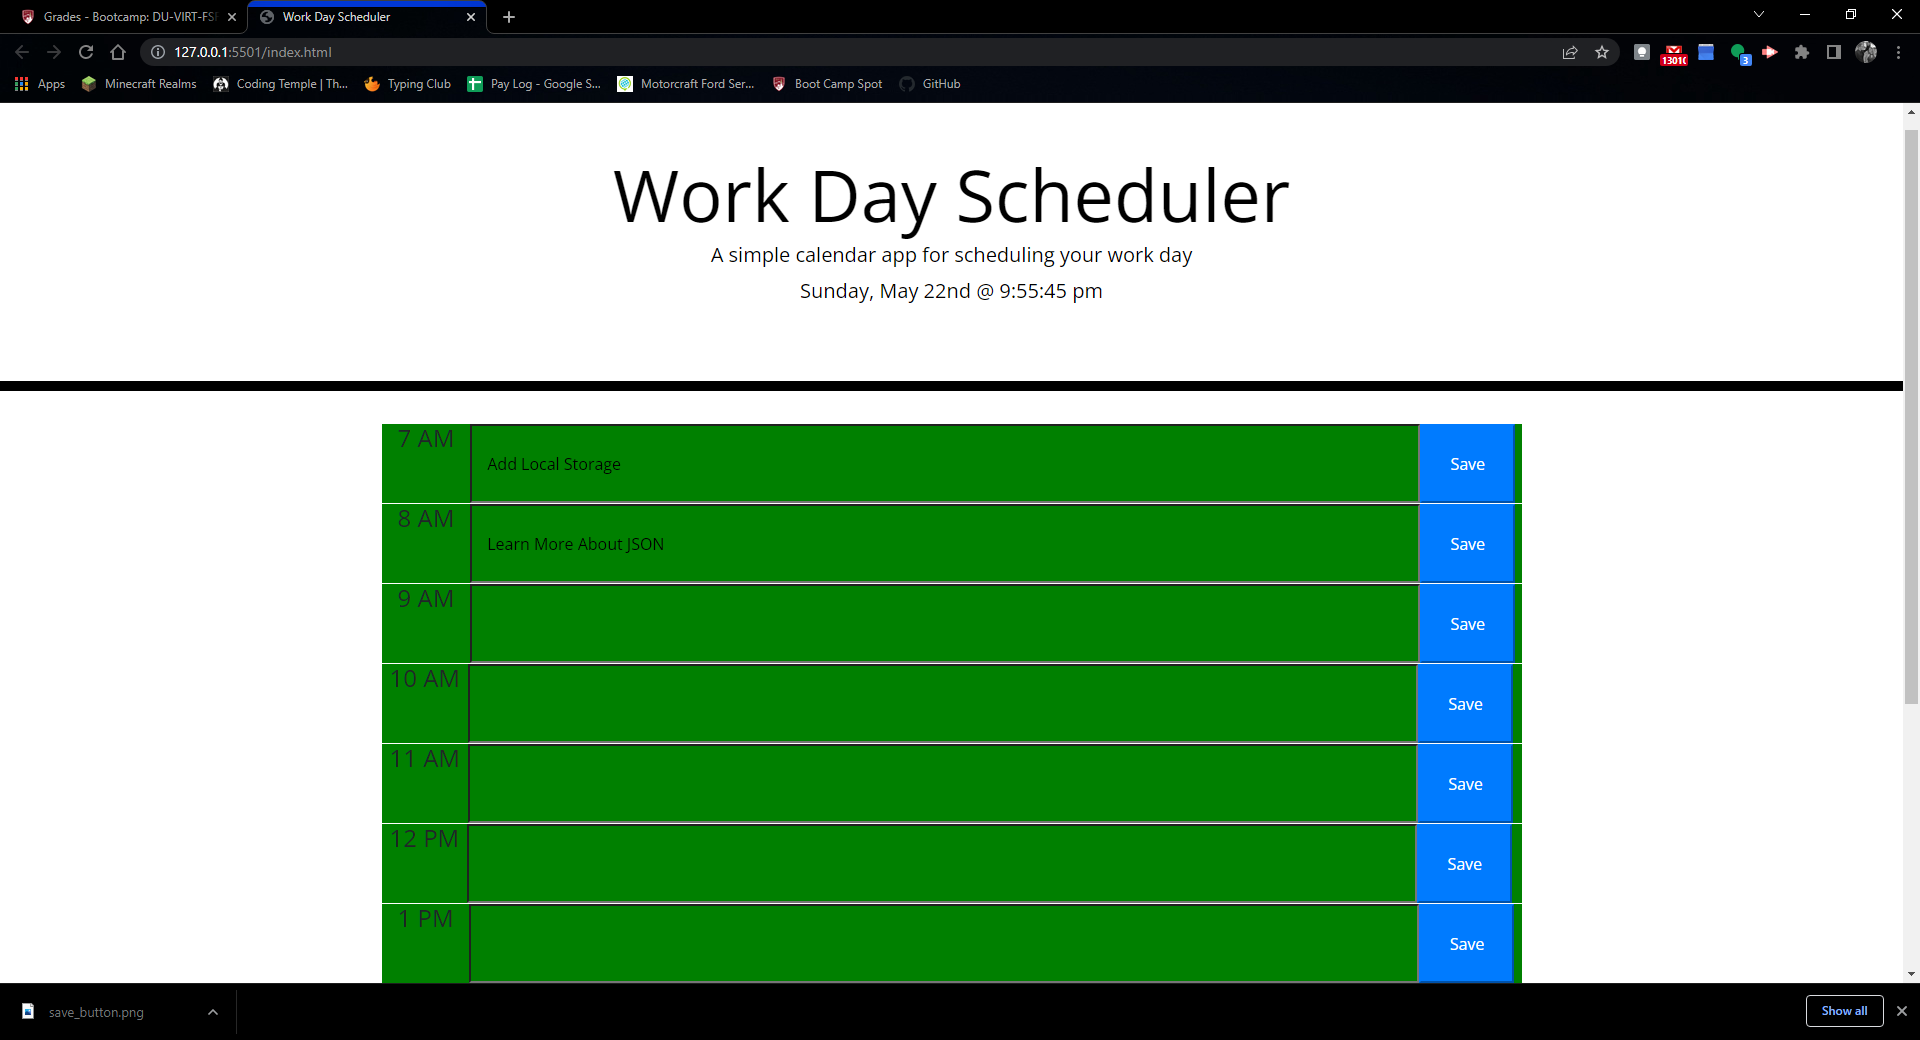 Grades - Bootcamp: DU-VIRT-FSF
Work Day Scheduler
127.0.0.1:5501/index.html
13010
3
Apps
Minecraft Realms
Coding Temple | Th...
Typing Club
Pay Log - Google S...
Motorcraft Ford Ser...
Boot Camp Spot
GitHub
Work Day Scheduler
A simple calendar app for scheduling your work day
Sunday, May 22nd @ 9:55:45 pm
7 AM
Add Local Storage
Save
8 AM
Learn More About JSON
Save
9 AM
Save
10 AM
Save
11 AM
Save
12 PM
Save
1 PM
Save
save_button.png
Show all